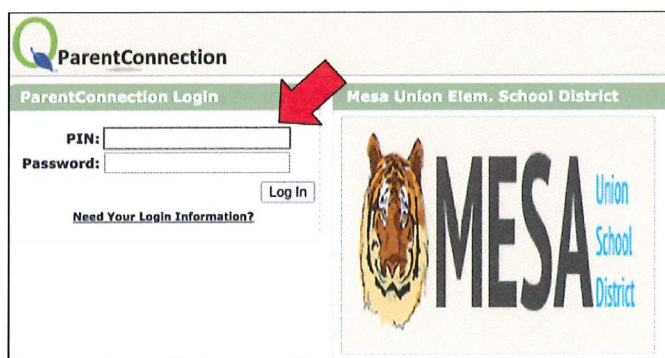 Q ParentConnection
ParentConnection Login
PIN:
Password:
Log In
Need Your Login Information?
Mesa Union Elem. School District
MESA
Union
School
District